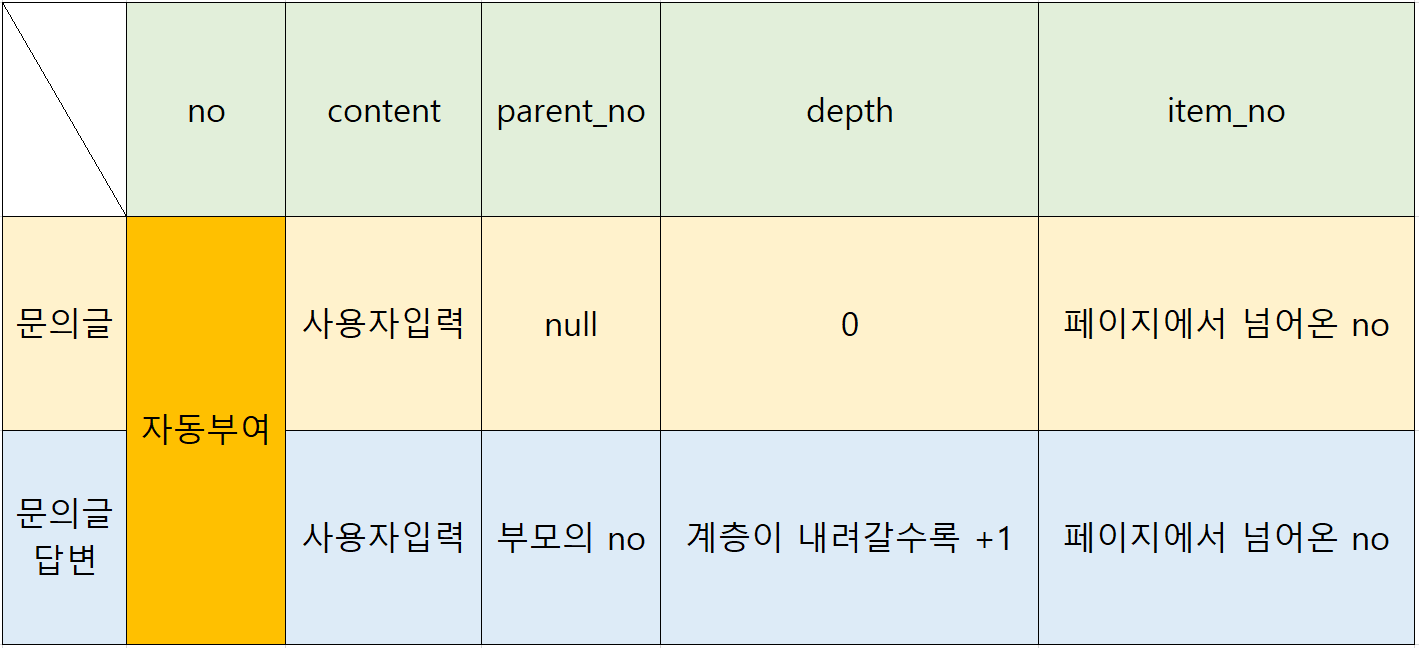 no content parent_no depth item_no
문의글 사용자입력 null 0 페이지에서 넘어온 no
자동부여
문의글
답변
사용자입력 부모의 no 계층이 내려갈수록 +1 페이지에서 넘어온 no